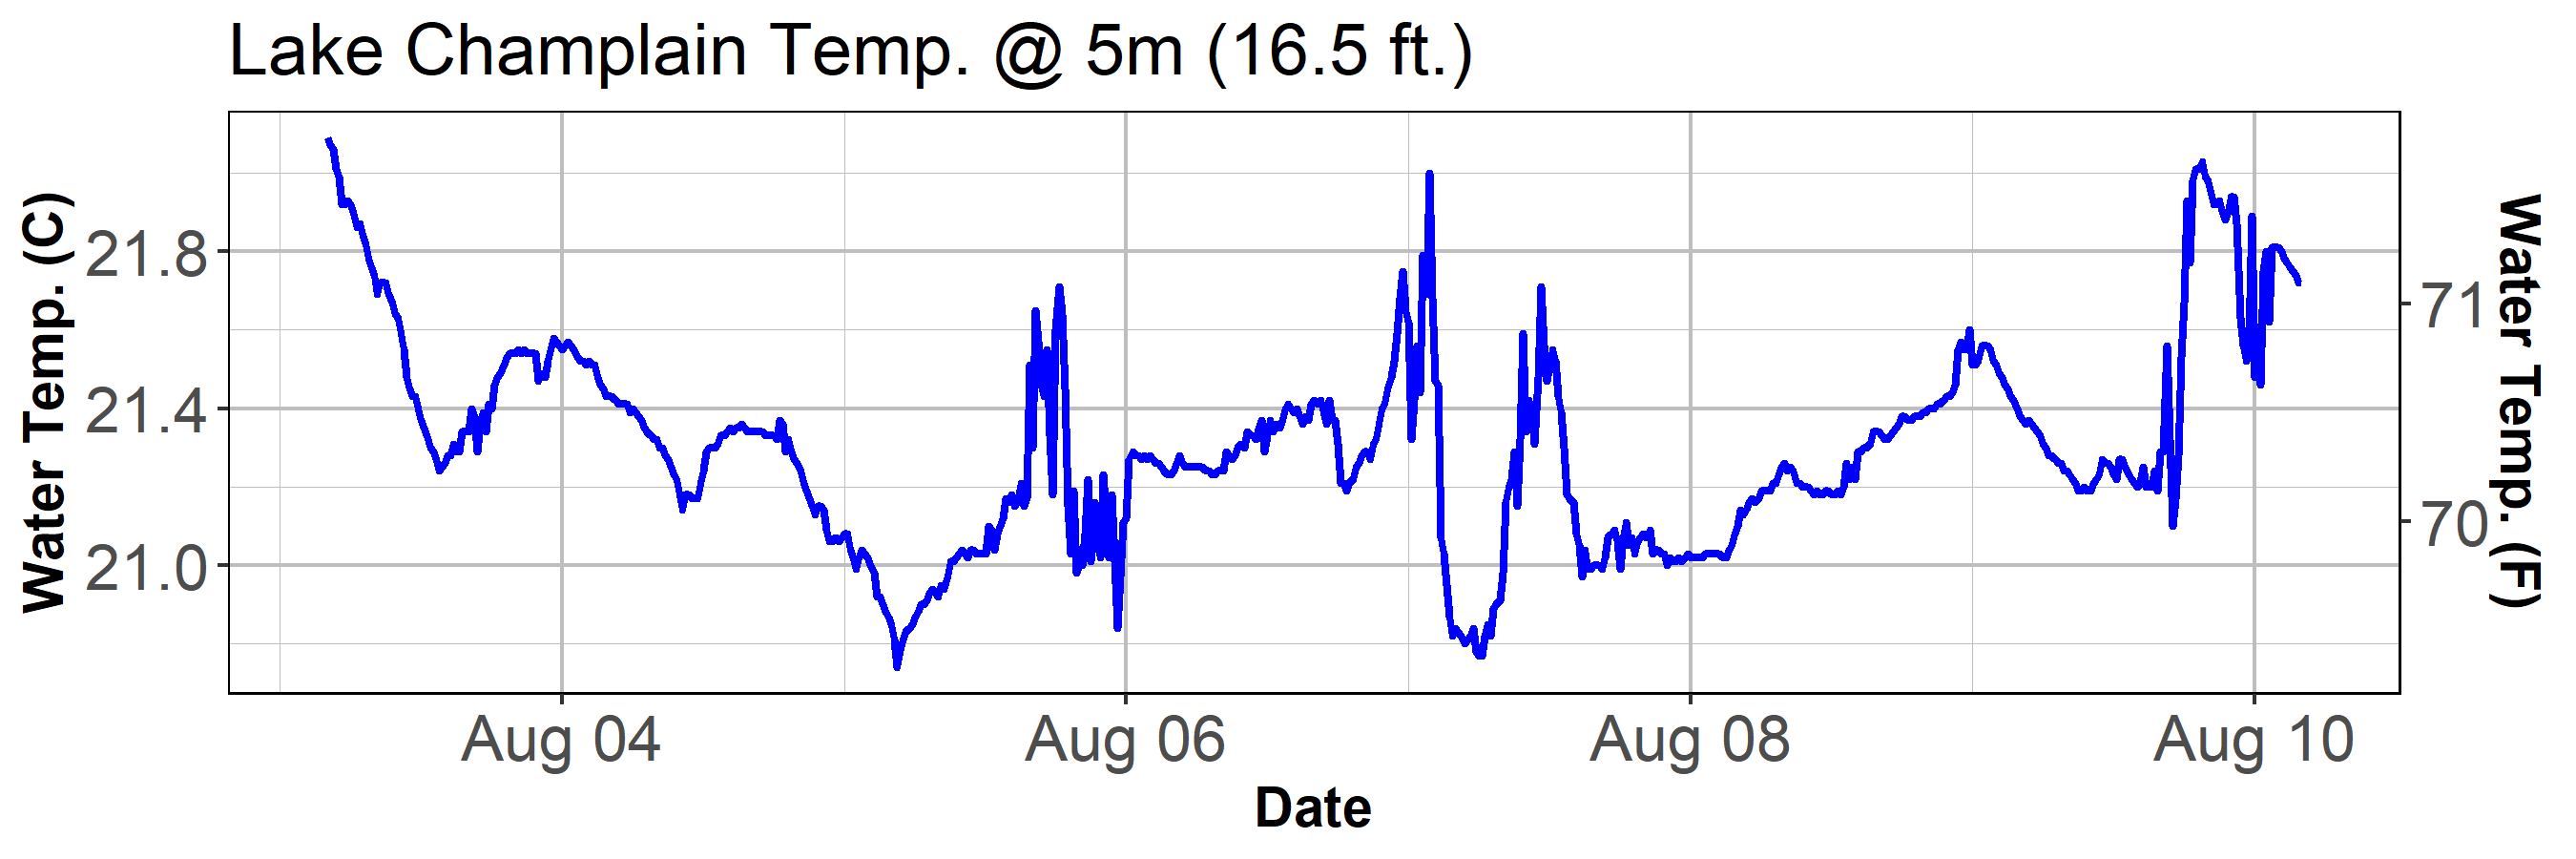 Lake Champlain Temp. @ 5m (16.5 ft.)
Water Temp. (C)
21.8
21.4
21.0
71
70
Water Temp. (F)
Aug 04 Aug 06 Aug 08 Aug 10
Date